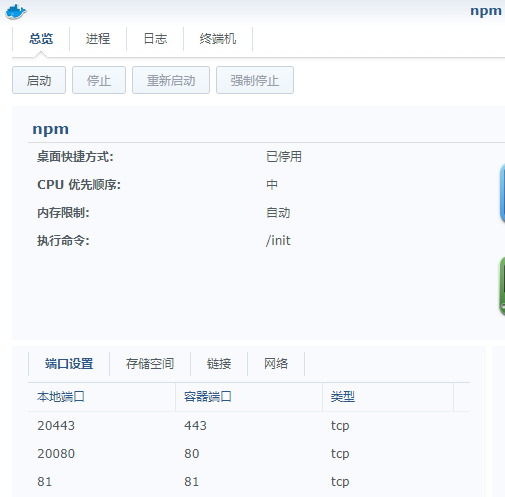 npm
总览 进程 日志 终端机
启动 停止 重新启动 强制停止
npm
桌面快捷方式: 已停用
CPU 优先顺序: 中
内存限制: 自动
执行命令: /init
端口设置 存储空间 链接 网络
本地端口 容器端口 类型
20443 443 tcp
20080 80 tcp
81 81 tcp